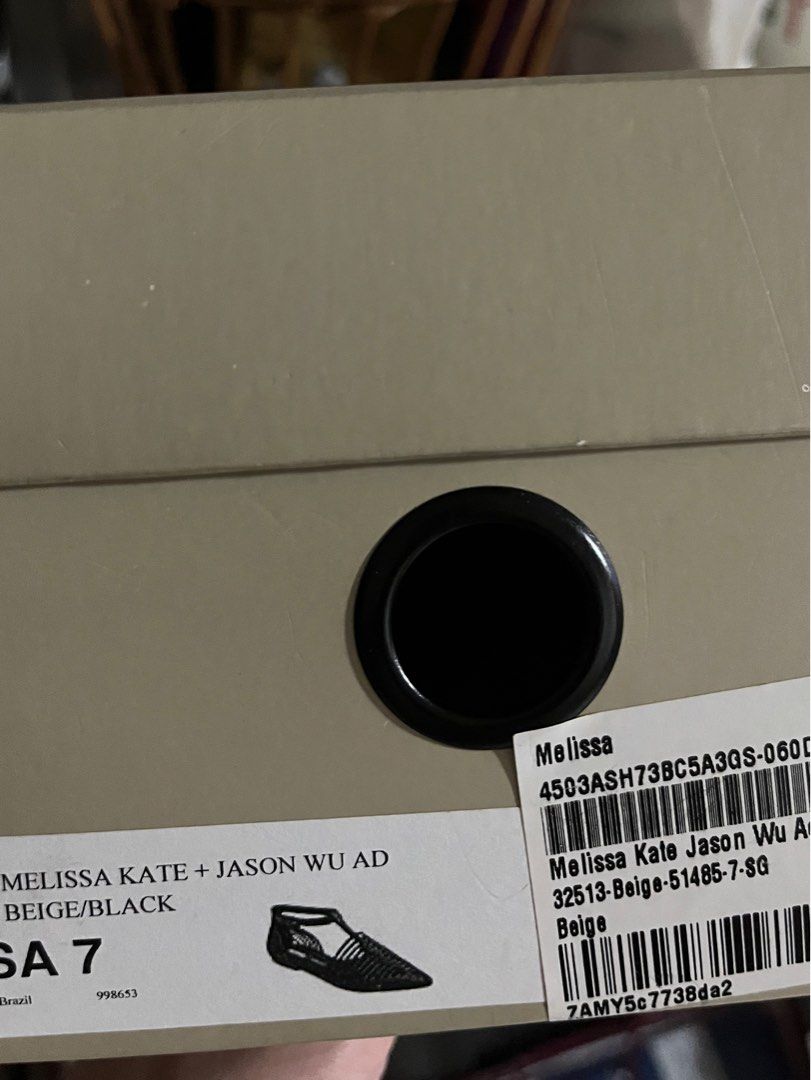 MELISSA KATE + JASON WU AD
BEIGE/BLACK
SA 7
Brazil
998653
Melissa
4503ASH73BC5A3GS-060D
Melissa Kate Jason Wu Ad
32513-Beige-51485-7-SG
Beige
7AMY5c7738da2